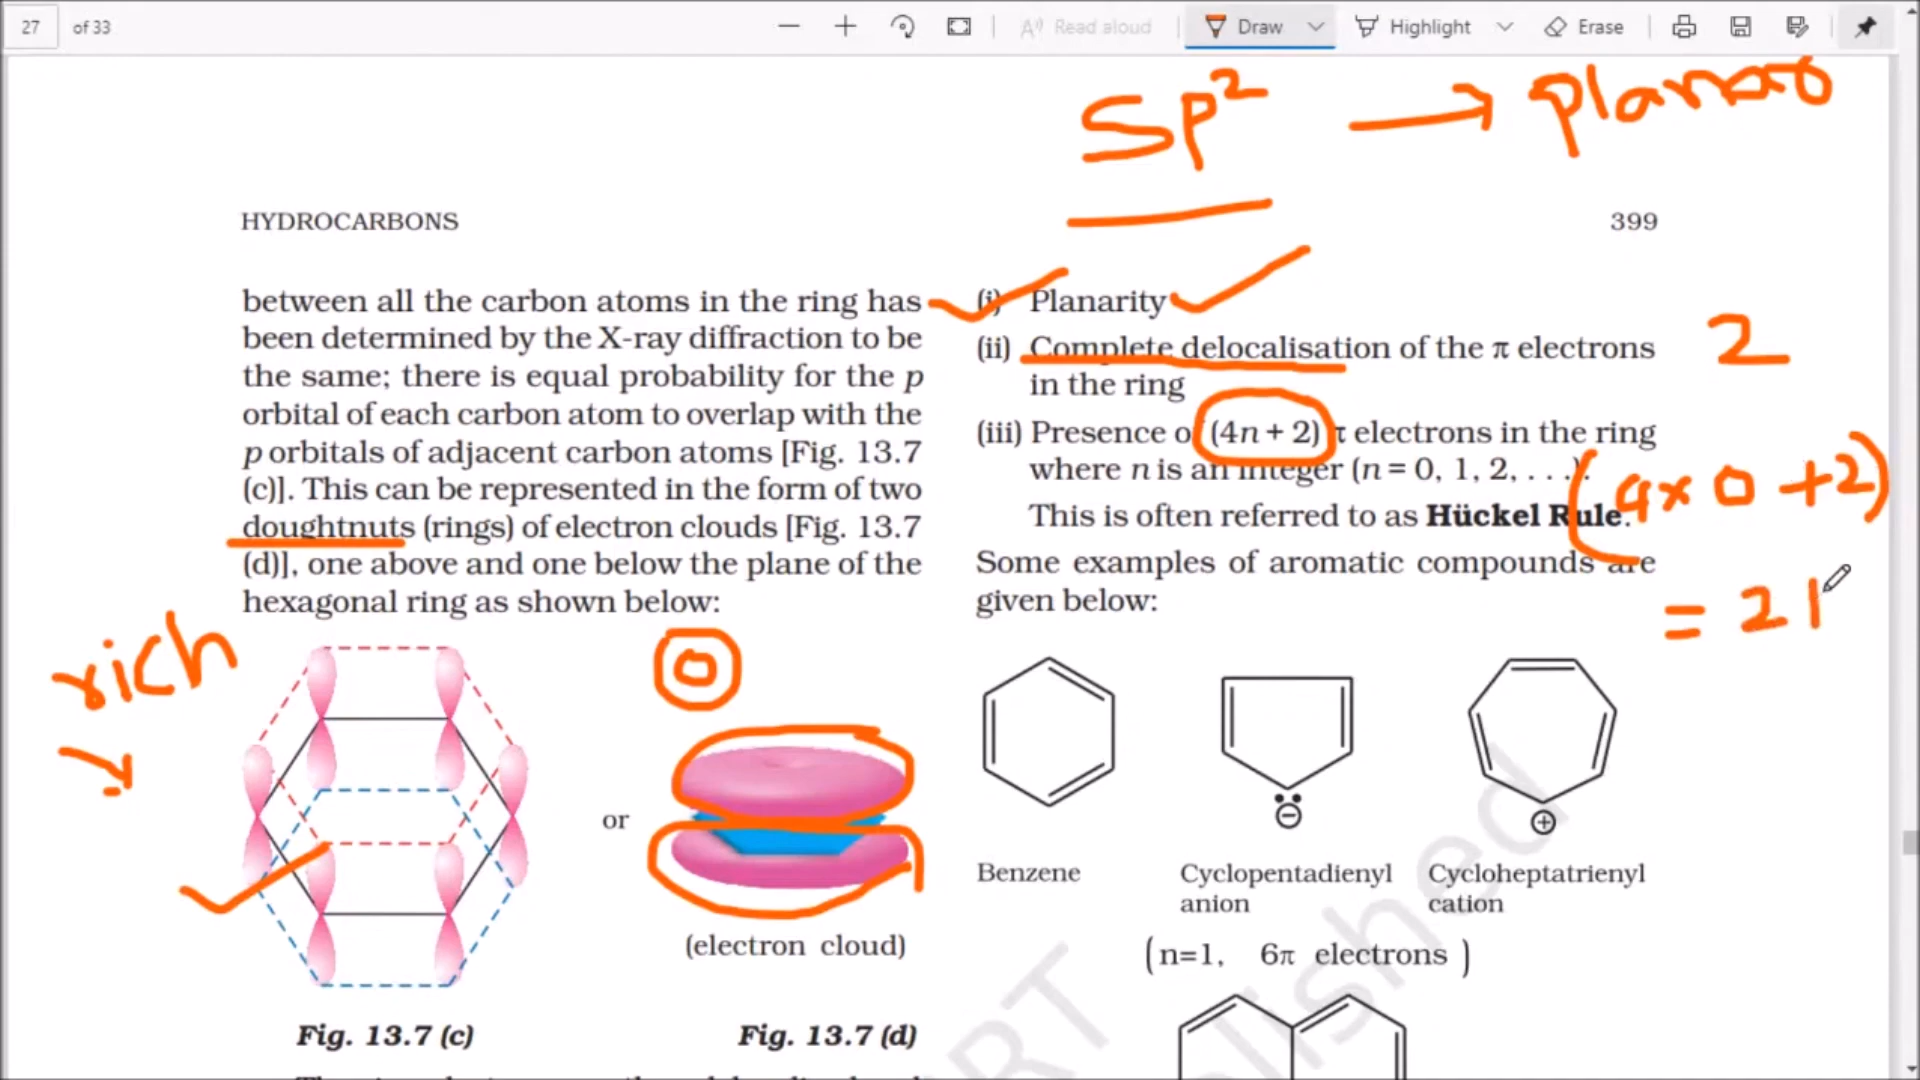 27 of 33 Read aloud Draw Highlight Erase
Sp² → planar
HYDROCARBONS 399
between all the carbon atoms in the ring has
been determined by the X-ray diffraction to be
the same; there is equal probability for the p
orbital of each carbon atom to overlap with the
p orbitals of adjacent carbon atoms [Fig. 13.7
(c)]. This can be represented in the form of two
doughtnuts (rings) of electron clouds [Fig. 13.7
(d)], one above and one below the plane of the
hexagonal ring as shown below:
rich
or
(electron cloud)
Fig. 13.7 (c) Fig. 13.7 (d)
(i) Planarity
(ii) Complete delocalisation of the π electrons
in the ring
2
(iii) Presence of (4n + 2) π electrons in the ring
where n is an integer (n = 0, 1, 2, . . .).
This is often referred to as Hückel Rule.
(4 x 0 + 2)
= 2
Some examples of aromatic compounds are
given below:
Benzene
Cyclopentadienyl
anion
Cycloheptatrienyl
cation
(n=1, 6π electrons)